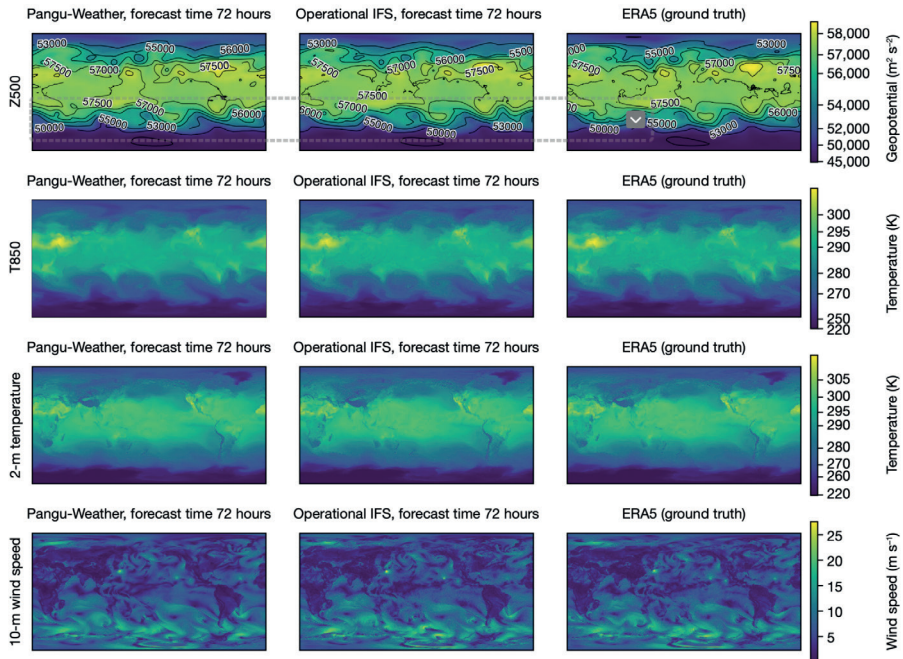 Pangu-Weather, forecast time 72 hours
Operational IFS, forecast time 72 hours
ERA5 (ground truth)
Z500
53000 55000 56000
57500 57000 57500
57500 57000
50000 55000 53000 56000
53000 55000 55000
57500 57000 56000 57500
57500 57000
55000 50000 53000 56000
53000 55000 56000
57500 57000 57500
57500
50000 55000 53000 56000
58,000
57,000
56,000
54,000
52,000
50,000
45,000
Geopotential (m² s⁻²)
Pangu-Weather, forecast time 72 hours
Operational IFS, forecast time 72 hours
ERA5 (ground truth)
T850
300
295
290
280
270
250
220
Temperature (K)
Pangu-Weather, forecast time 72 hours
Operational IFS, forecast time 72 hours
ERA5 (ground truth)
2-m temperature
305
300
295
290
280
270
260
220
Temperature (K)
Pangu-Weather, forecast time 72 hours
Operational IFS, forecast time 72 hours
ERA5 (ground truth)
10-m wind speed
25
20
15
10
5
Wind speed (m s⁻¹)